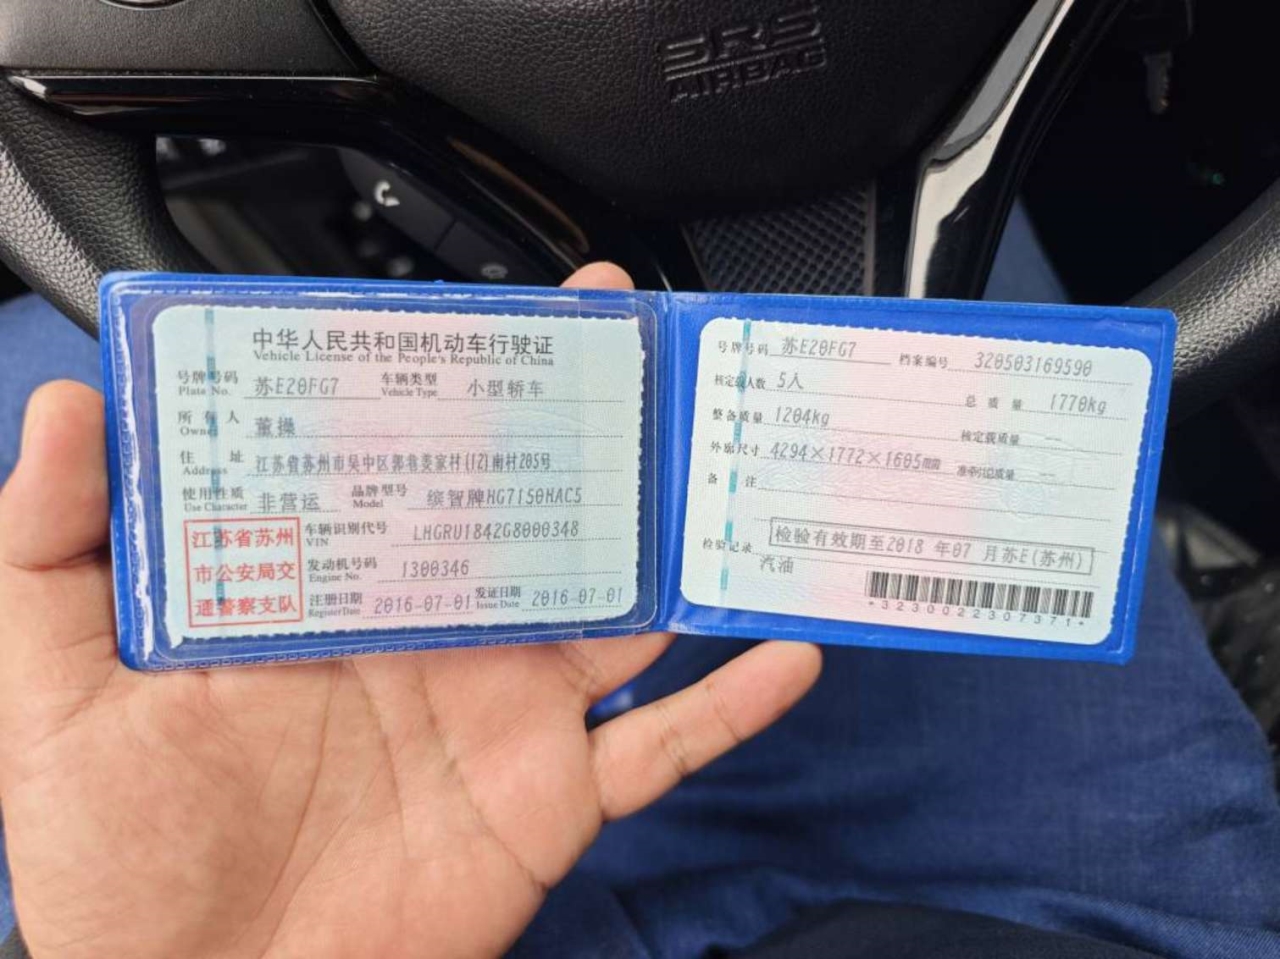 SRS
AIRBAG
中华人民共和国机动车行驶证
Vehicle License of the People's Republic of China
号牌号码 苏E20FG7 车辆类型 小型轿车
Plate No. Vehicle Type
所有人 董操
Owner
住址 江苏省苏州市吴中区郭巷姜家村(12)南村205号
Address
使用性质 非营运 品牌型号 缤智牌HG7150HAC5
Use Character Model
江苏省苏州
市公安局交
通警察支队
车辆识别代号 LHGRU1842G8000348
VIN
发动机号码 1300346
Engine No.
注册日期 2016-07-01 发证日期 2016-07-01
Register Date Issue Date
号牌号码 苏E20FG7 档案编号 320503169590
核定载人数 5人 总质量 1770kg
整备质量 1204kg 核定载质量 --
外廓尺寸 4294×1772×1605mm 准牵引总质量 --
备注
检验有效期至2018 年07 月苏E(苏州)
检验记录
汽油
*3230022307371*